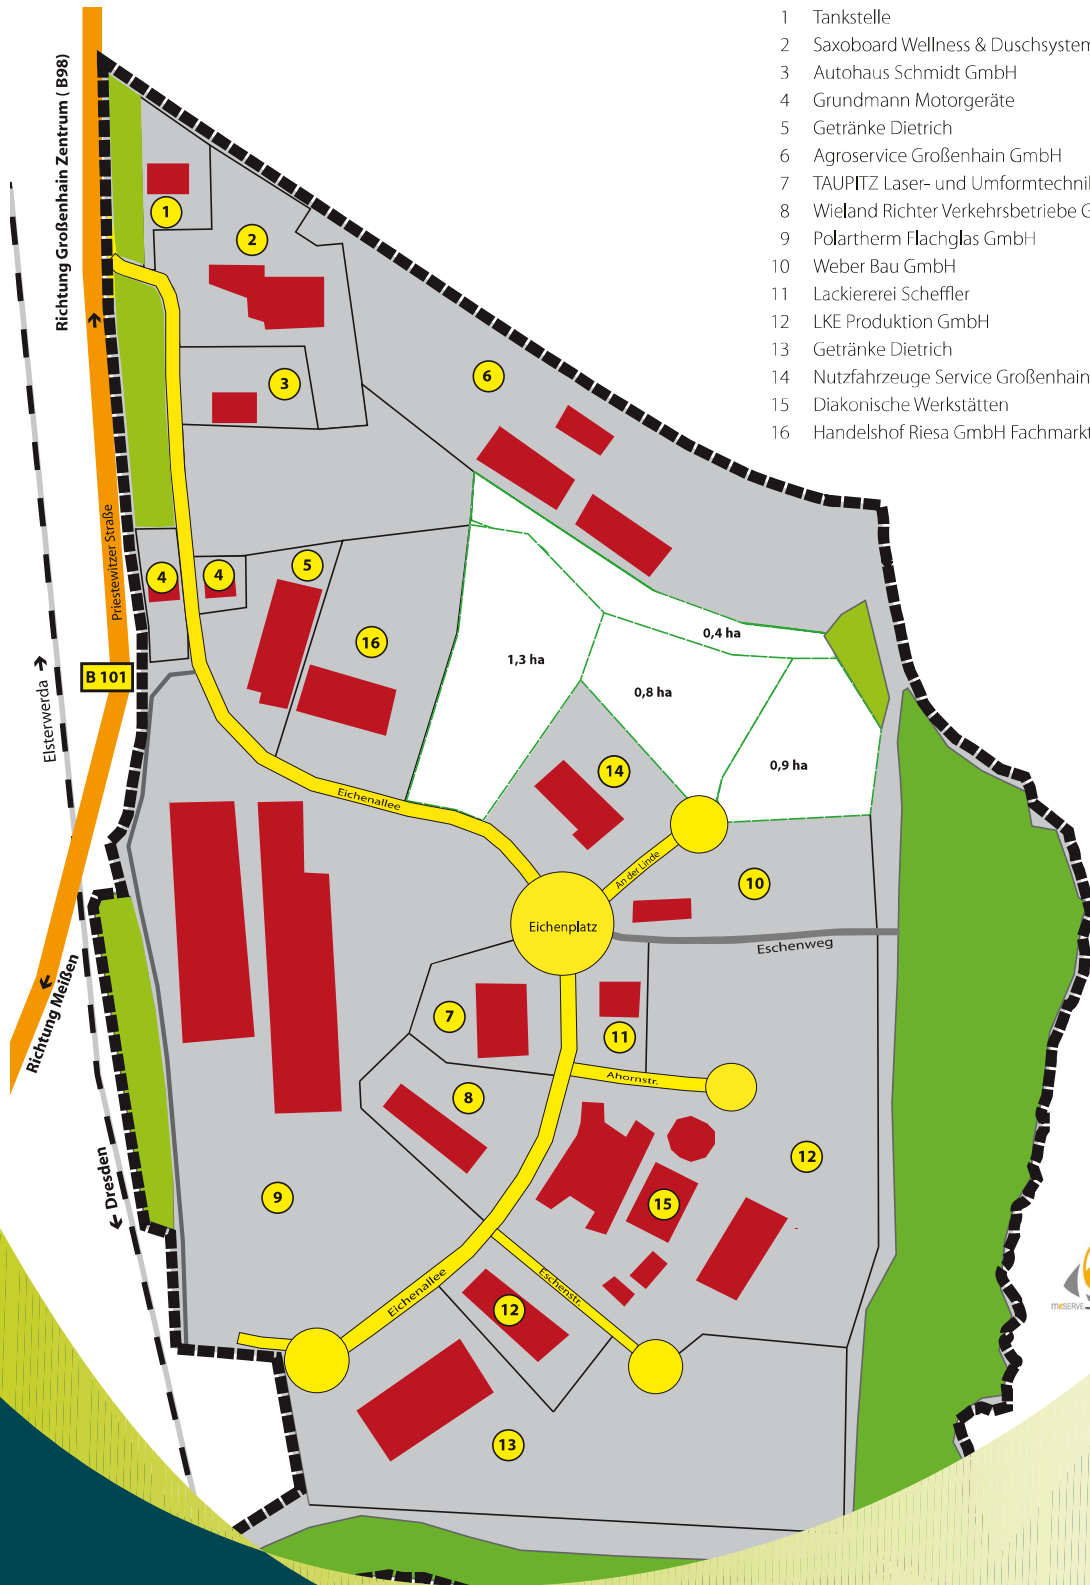 1 Tankstelle
2 Saxoboard Wellness & Duschsystem
3 Autohaus Schmidt GmbH
4 Grundmann Motorgeräte
5 Getränke Dietrich
6 Agroservice Großenhain GmbH
7 TAUPITZ Laser- und Umformtechnik
8 Wieland Richter Verkehrsbetriebe G
9 Polartherm Flachglas GmbH
10 Weber Bau GmbH
11 Lackiererei Scheffler
12 LKE Produktion GmbH
13 Getränke Dietrich
14 Nutzfahrzeuge Service Großenhain
15 Diakonische Werkstätten
16 Handelshof Riesa GmbH Fachmarkt
Richtung Großenhain Zentrum ( B98)
→
1
2
3
6
Priestewitzer Straße
4
4
5
16
0,4 ha
1,3 ha
0,8 ha
B 101
Elsterwerda →
0,9 ha
14
Eichenallee
An der Linde
10
Eichenplatz
Eschenweg
Richtung Meißen
←
7
11
Ahornstr.
8
12
← Dresden
9
15
Eichenallee
Eschenstr.
12
13
meSERVE